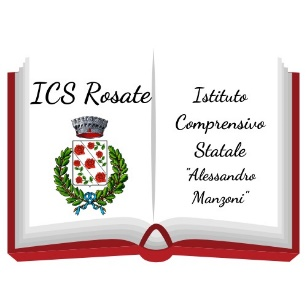 ICS Rosate
Istituto
Comprensivo
Statale
"Alessandro
Manzoni"